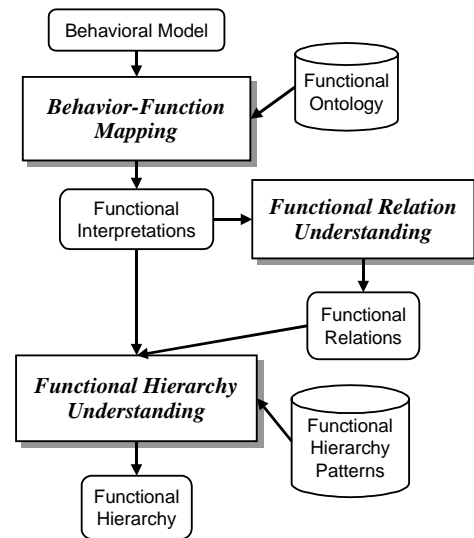 Behavioral Model
Behavior-Function
Mapping
Functional
Ontology
Functional
Interpretations
Functional Relation
Understanding
Functional
Relations
Functional Hierarchy
Understanding
Functional
Hierarchy
Patterns
Functional
Hierarchy